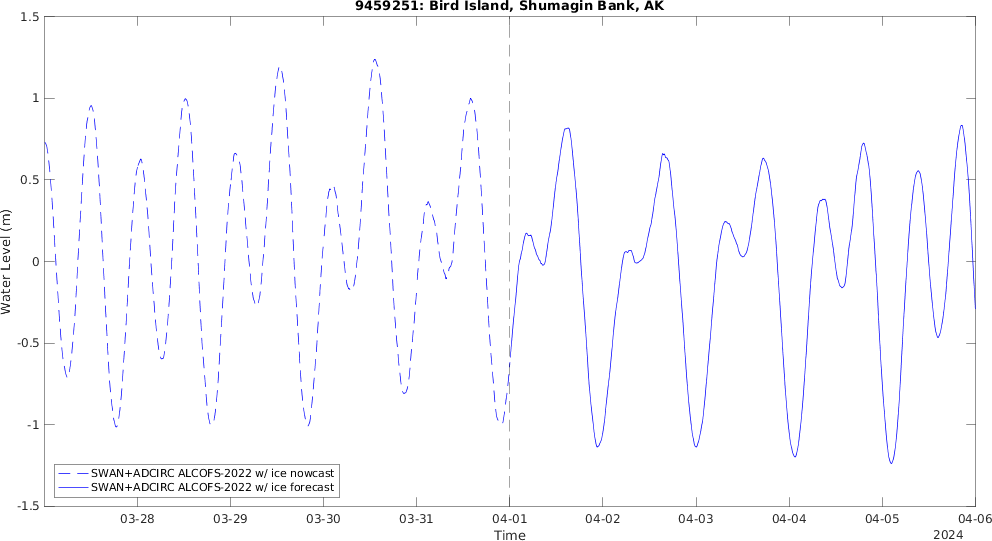 9459251: Bird Island, Shumagin Bank, AK
1.5
1
0.5
0
-0.5
-1
-1.5
Water Level (m)
SWAN+ADCIRC ALCOFS-2022 w/ ice nowcast
SWAN+ADCIRC ALCOFS-2022 w/ ice forecast
03-28 03-29 03-30 03-31 04-01 04-02 04-03 04-04 04-05 04-06
Time
2024